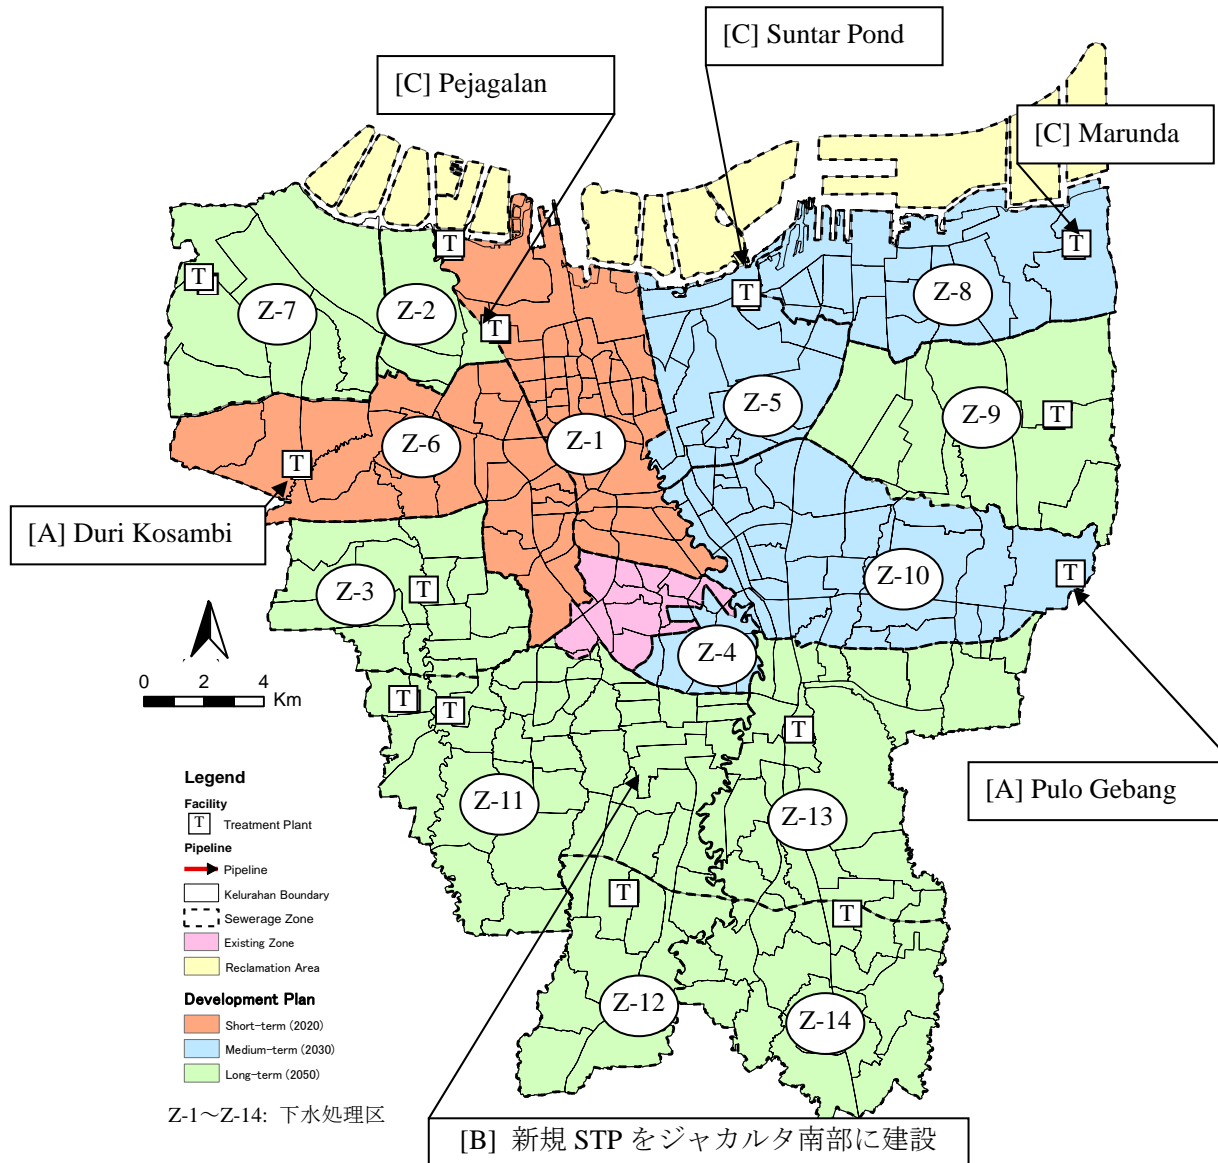 [C] Suntar Pond
[C] Pejagalan
[C] Marunda
T
T
T
T
T
Z-7
Z-2
Z-8
Z-5
Z-9
T
Z-6
Z-1
T
[A] Duri Kosambi
Z-3
T
Z-10
T
Z-4
0 2 4 Km
T
T
T
[A] Pulo Gebang
Z-11
Z-13
T
T
Z-12
Z-14
Legend
Facility
T Treatment Plant
Pipeline
Pipeline
Kelurahan Boundary
Sewerage Zone
Existing Zone
Reclamation Area
Development Plan
Short-term (2020)
Medium-term (2030)
Long-term (2050)
Z-1～Z-14: 下水処理区
[B] 新規 STP をジャカルタ南部に建設